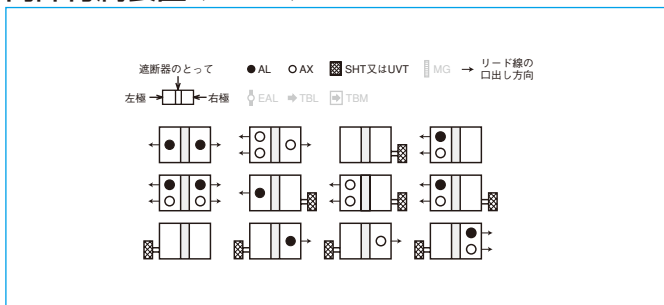 遮断器のとって
●AL ○AX SHT又はUVT MG → リード線の
口出し方向
左極 右極 EAL TBL TBM